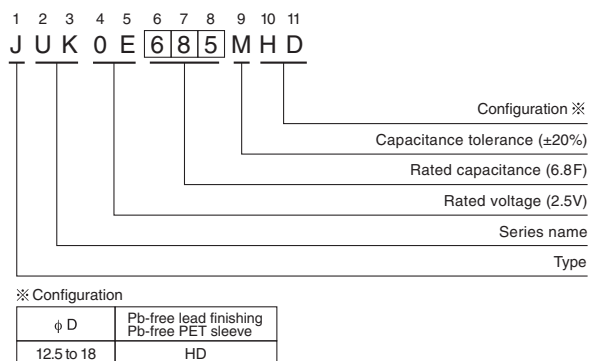 1 2 3 4 5 6 7 8 9 10 11
J U K 0 E 6 8 5 M H D
Configuration ※
Capacitance tolerance (±20%)
Rated capacitance (6.8F)
Rated voltage (2.5V)
Series name
Type
※ Configuration
φ D
Pb-free lead finishing
Pb-free PET sleeve
12.5 to 18
HD